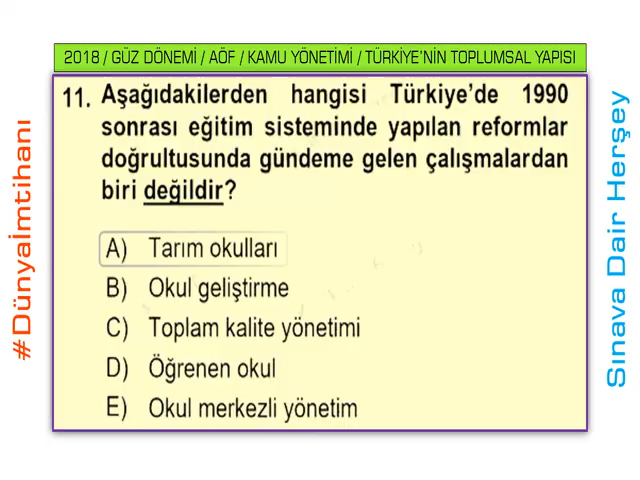 2018 / GÜZ DÖNEMİ / AÖF / KAMU YÖNETİMİ / TÜRKİYE'NİN TOPLUMSAL YAPISI
#Dünyaİmtihanı
11. Aşağıdakilerden hangisi Türkiye'de 1990
sonrası eğitim sisteminde yapılan reformlar
doğrultusunda gündeme gelen çalışmalardan
biri değildir?
A) Tarım okulları
B) Okul geliştirme
C) Toplam kalite yönetimi
D) Öğrenen okul
E) Okul merkezli yönetim
Sınava Dair Herşey